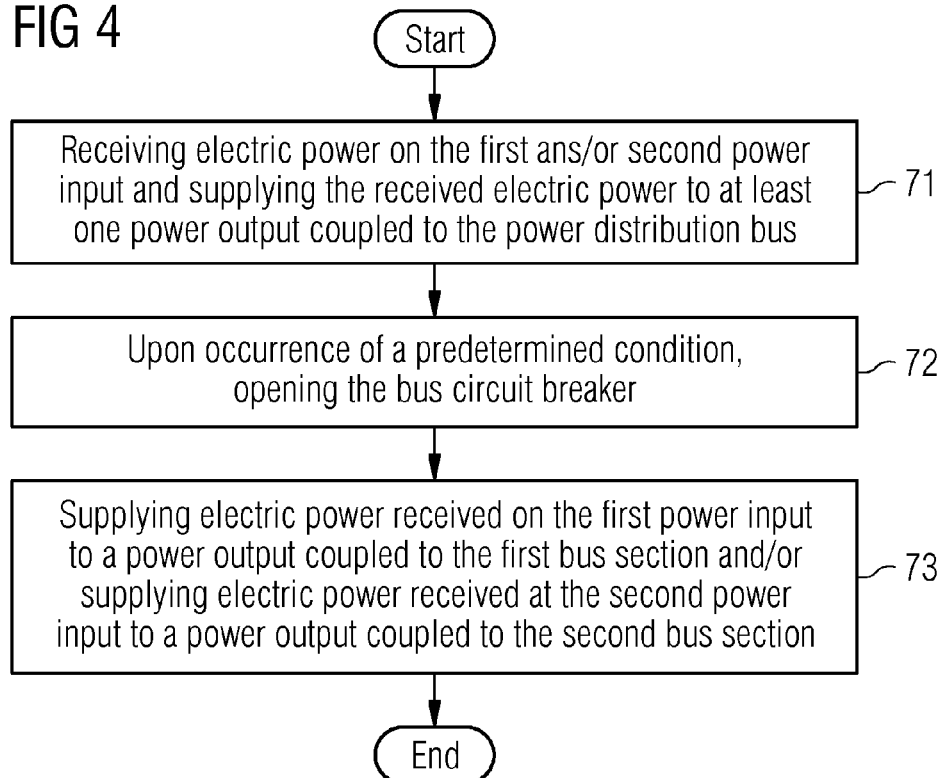 FIG 4
Start
Receiving electric power on the first ans/or second power
input and supplying the received electric power to at least
one power output coupled to the power distribution bus
71
Upon occurrence of a predetermined condition,
opening the bus circuit breaker
72
Supplying electric power received on the first power input
to a power output coupled to the first bus section and/or
supplying electric power received at the second power
input to a power output coupled to the second bus section
73
End